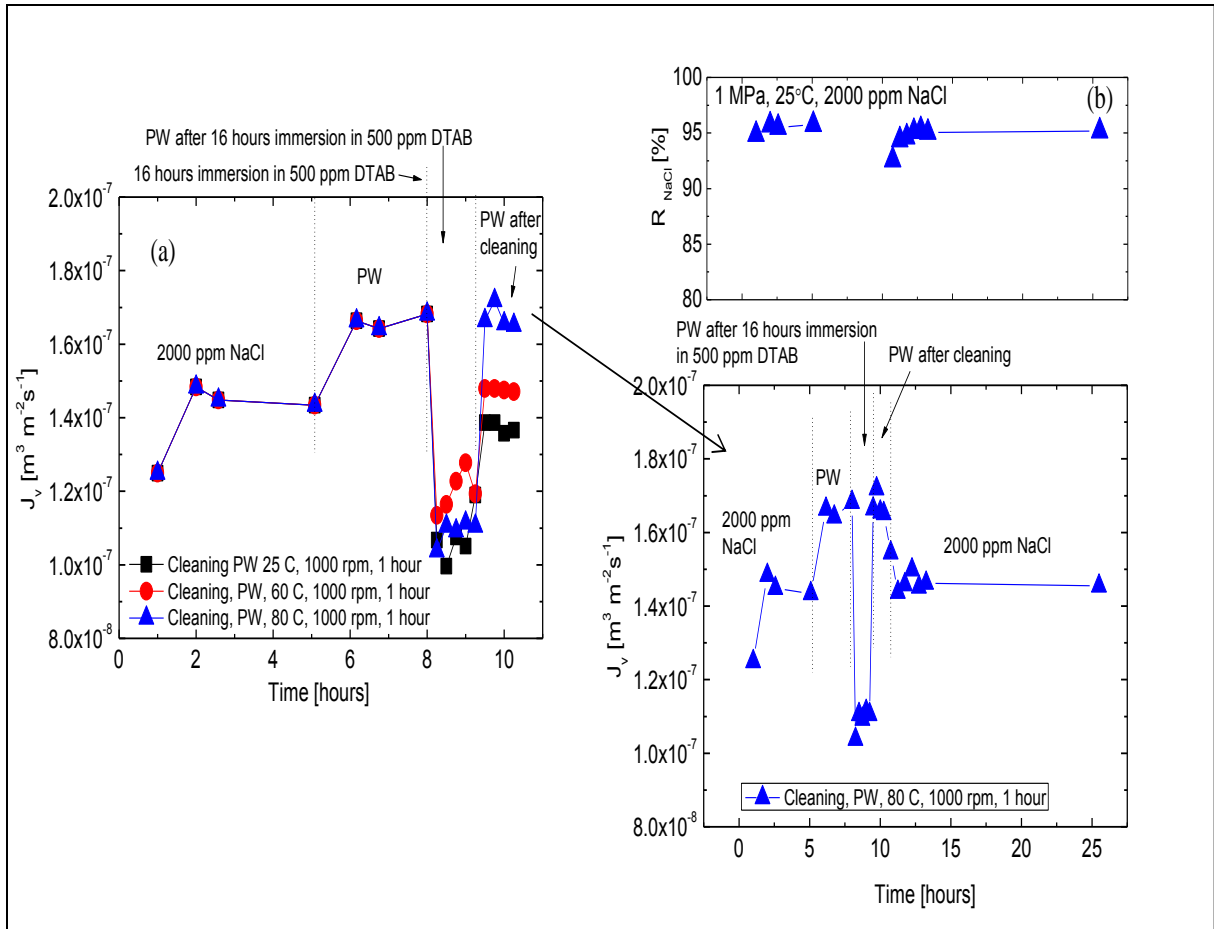 PW after 16 hours immersion in 500 ppm DTAB
16 hours immersion in 500 ppm DTAB
(a)
2.0x10⁻⁷
1.8x10⁻⁷
1.6x10⁻⁷
1.4x10⁻⁷
1.2x10⁻⁷
1.0x10⁻⁷
8.0x10⁻⁸
Jᵥ [m³ m⁻²s⁻¹]
2000 ppm NaCl
PW
PW after
cleaning
Cleaning PW 25 C, 1000 rpm, 1 hour
Cleaning, PW, 60 C, 1000 rpm, 1 hour
Cleaning, PW, 80 C, 1000 rpm, 1 hour
0 2 4 6 8 10
Time [hours]
1 MPa, 25°C, 2000 ppm NaCl
(b)
100
95
90
85
80
R NaCl [%]
PW after 16 hours immersion
in 500 ppm DTAB
PW after cleaning
2.0x10⁻⁷
1.8x10⁻⁷
1.6x10⁻⁷
1.4x10⁻⁷
1.2x10⁻⁷
1.0x10⁻⁷
8.0x10⁻⁸
Jᵥ [m³ m⁻²s⁻¹]
2000 ppm
NaCl
PW
2000 ppm NaCl
Cleaning, PW, 80 C, 1000 rpm, 1 hour
0 5 10 15 20 25
Time [hours]